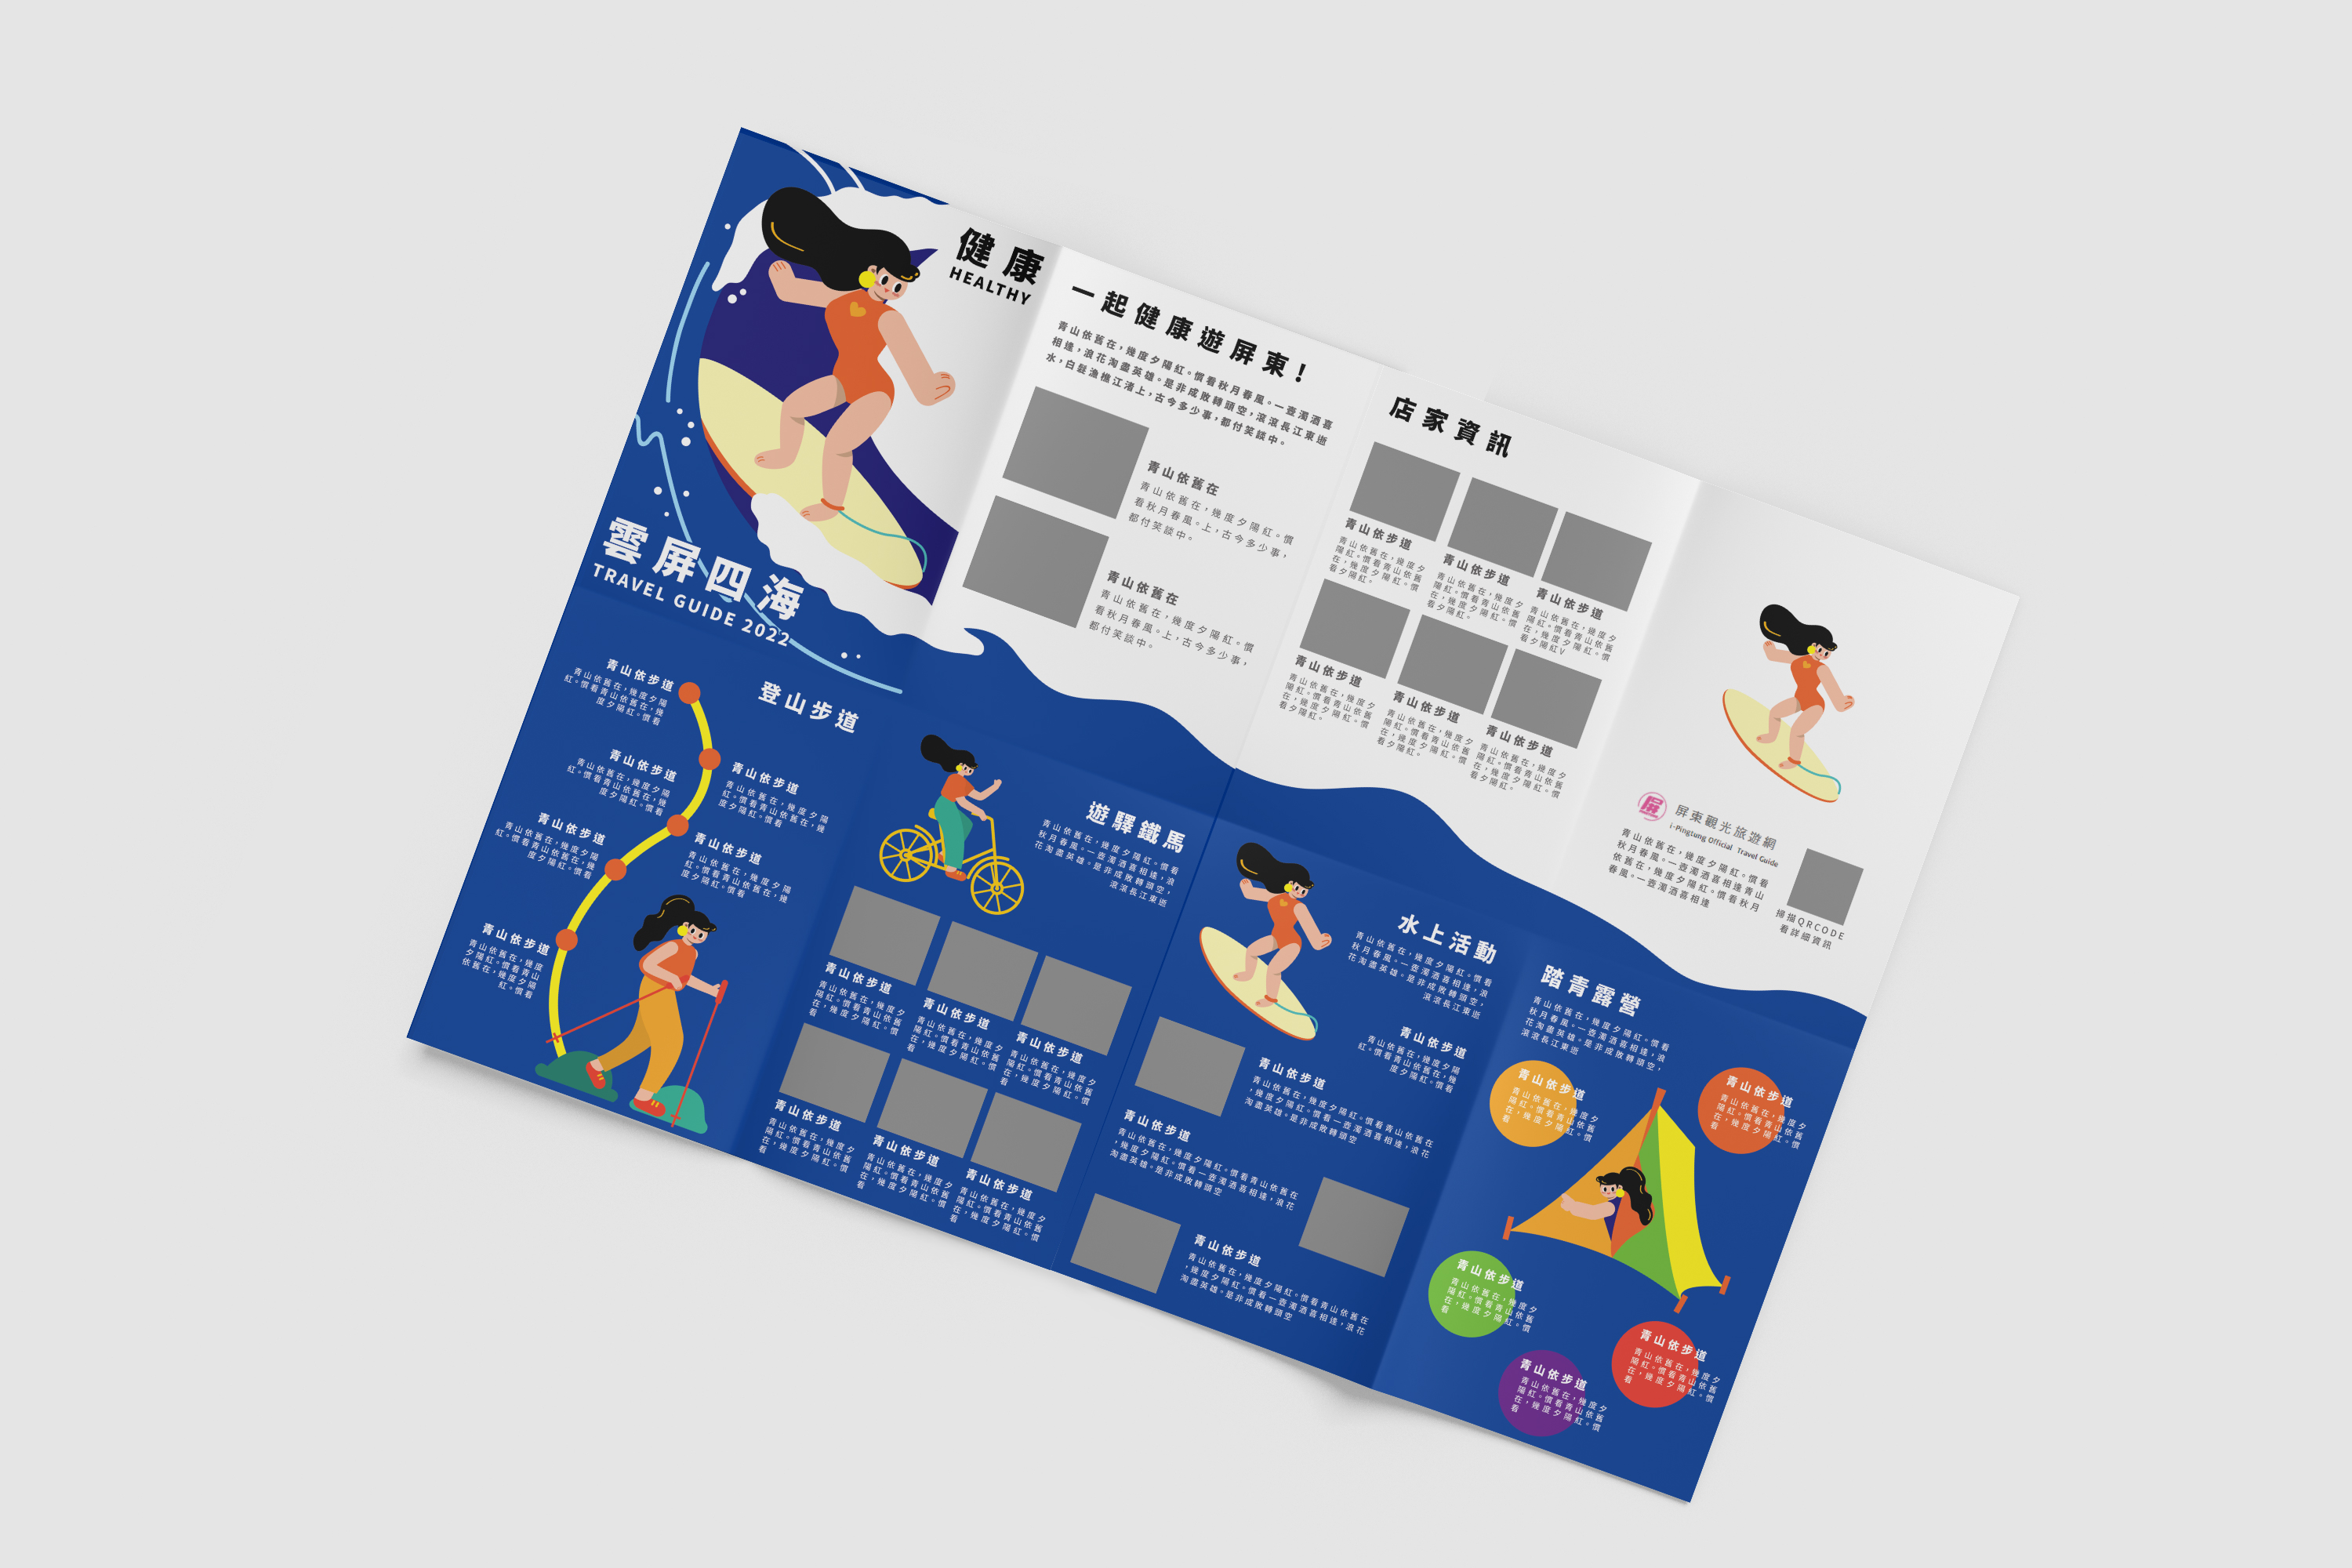 健康
HEALTHY
雲屏四海
TRAVEL GUIDE 2022
一起健康遊屏東!
青山依舊在,幾度夕陽紅。慣看秋月春風。一壺濁酒喜
相逢,浪花淘盡英雄。是非成敗轉頭空,滾滾長江東逝
水,白髮漁樵江渚上,古今多少事,都付笑談中。
青山依舊在
青山依舊在,幾度夕陽紅。慣
看秋月春風。上,古今多少事,
都付笑談中。
青山依舊在
青山依舊在,幾度夕陽紅。慣
看秋月春風。上,古今多少事,
都付笑談中。
店家資訊
青山依步道
青山依舊在,幾度夕
陽紅。慣看青山依舊
在,幾度夕陽紅。慣
看夕陽紅。
青山依步道
青山依舊在,幾度夕
陽紅。慣看青山依舊
在,幾度夕陽紅。慣
看夕陽紅。
青山依步道
青山依舊在,幾度夕
陽紅。慣看青山依舊
在,幾度夕陽紅。慣
看夕陽紅V
青山依步道
青山依舊在,幾度夕
陽紅。慣看青山依舊
在,幾度夕陽紅。慣
看夕陽紅。
青山依步道
青山依舊在,幾度夕
陽紅。慣看青山依舊
在,幾度夕陽紅。慣
看夕陽紅。
青山依步道
青山依舊在,幾度夕
陽紅。慣看青山依舊
在,幾度夕陽紅。慣
看夕陽紅。
屏東觀光旅遊網
i-Pingtung Official Travel Guide
青山依舊在,幾度夕陽紅。慣看
秋月春風。一壺濁酒喜相逢青山
依舊在,幾度夕陽紅。慣看秋月
春風。一壺濁酒喜相逢
掃描QRCODE
看詳細資訊
登山步道
青山依步道
青山依舊在,幾度夕陽
紅。慣看青山依舊在,幾
度夕陽紅。慣看
青山依步道
青山依舊在,幾度夕陽
紅。慣看青山依舊在,幾
度夕陽紅。慣看
青山依步道
青山依舊在,幾度夕陽
紅。慣看青山依舊在,幾
度夕陽紅。慣看
青山依步道
青山依舊在,幾度夕陽
紅。慣看青山依舊在,幾
度夕陽紅。慣看
青山依步道
青山依舊在,幾度夕陽
紅。慣看青山依舊在,幾
度夕陽紅。慣看
青山依步道
青山依舊在,幾度
夕陽紅。慣看青山
依舊在,幾度夕陽
紅。慣看
遊驛鐵馬
青山依舊在,幾度夕陽紅。慣看
秋月春風。一壺濁酒喜相逢,浪
花淘盡英雄。是非成敗轉頭空,
滾滾長江東逝
青山依步道
青山依舊在,幾度夕
陽紅。慣看青山依舊
在,幾度夕陽紅。慣
看
青山依步道
青山依舊在,幾度夕
陽紅。慣看青山依舊
在,幾度夕陽紅。慣
看
青山依步道
青山依舊在,幾度夕
陽紅。慣看青山依舊
在,幾度夕陽紅。慣
看
青山依步道
青山依舊在,幾度夕
陽紅。慣看青山依舊
在,幾度夕陽紅。慣
看
青山依步道
青山依舊在,幾度夕
陽紅。慣看青山依舊
在,幾度夕陽紅。慣
看
青山依步道
青山依舊在,幾度夕
陽紅。慣看青山依舊
在,幾度夕陽紅。慣
看
水上活動
青山依舊在,幾度夕陽紅。慣看
秋月春風。一壺濁酒喜相逢,浪
花淘盡英雄。是非成敗轉頭空,
滾滾長江東逝
青山依步道
青山依舊在,幾度夕陽
紅。慣看青山依舊在,幾
度夕陽紅。慣看
青山依步道
青山依舊在,幾度夕陽紅。慣看青山依舊在
,幾度夕陽紅。慣看一壺濁酒喜相逢,浪花
淘盡英雄。是非成敗轉頭空
青山依步道
青山依舊在,幾度夕陽紅。慣看青山依舊在
,幾度夕陽紅。慣看一壺濁酒喜相逢,浪花
淘盡英雄。是非成敗轉頭空
青山依步道
青山依舊在,幾度夕陽紅。慣看青山依舊在
,幾度夕陽紅。慣看一壺濁酒喜相逢,浪花
淘盡英雄。是非成敗轉頭空
踏青露營
青山依舊在,幾度夕陽紅。慣看
秋月春風。一壺濁酒喜相逢,浪
花淘盡英雄。是非成敗轉頭空,
滾滾長江東逝
青山依步道
青山依舊在,幾度夕
陽紅。慣看青山依舊
在,幾度夕陽紅。慣
看
青山依步道
青山依舊在,幾度夕
陽紅。慣看青山依舊
在,幾度夕陽紅。慣
看
青山依步道
青山依舊在,幾度夕
陽紅。慣看青山依舊
在,幾度夕陽紅。慣
看
青山依步道
青山依舊在,幾度夕
陽紅。慣看青山依舊
在,幾度夕陽紅。慣
看
青山依步道
青山依舊在,幾度夕
陽紅。慣看青山依舊
在,幾度夕陽紅。慣
看